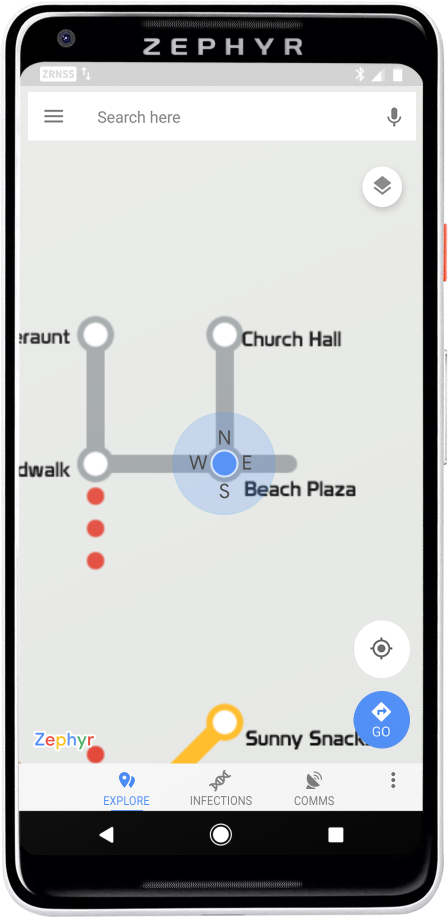 ZEPHYR
ZRNSS
Search here
eraunt
Church Hall
N
W E
dwalk
S
Beach Plaza
Zephyr
Sunny Snack
GO
EXPLORE
INFECTIONS
COMMS